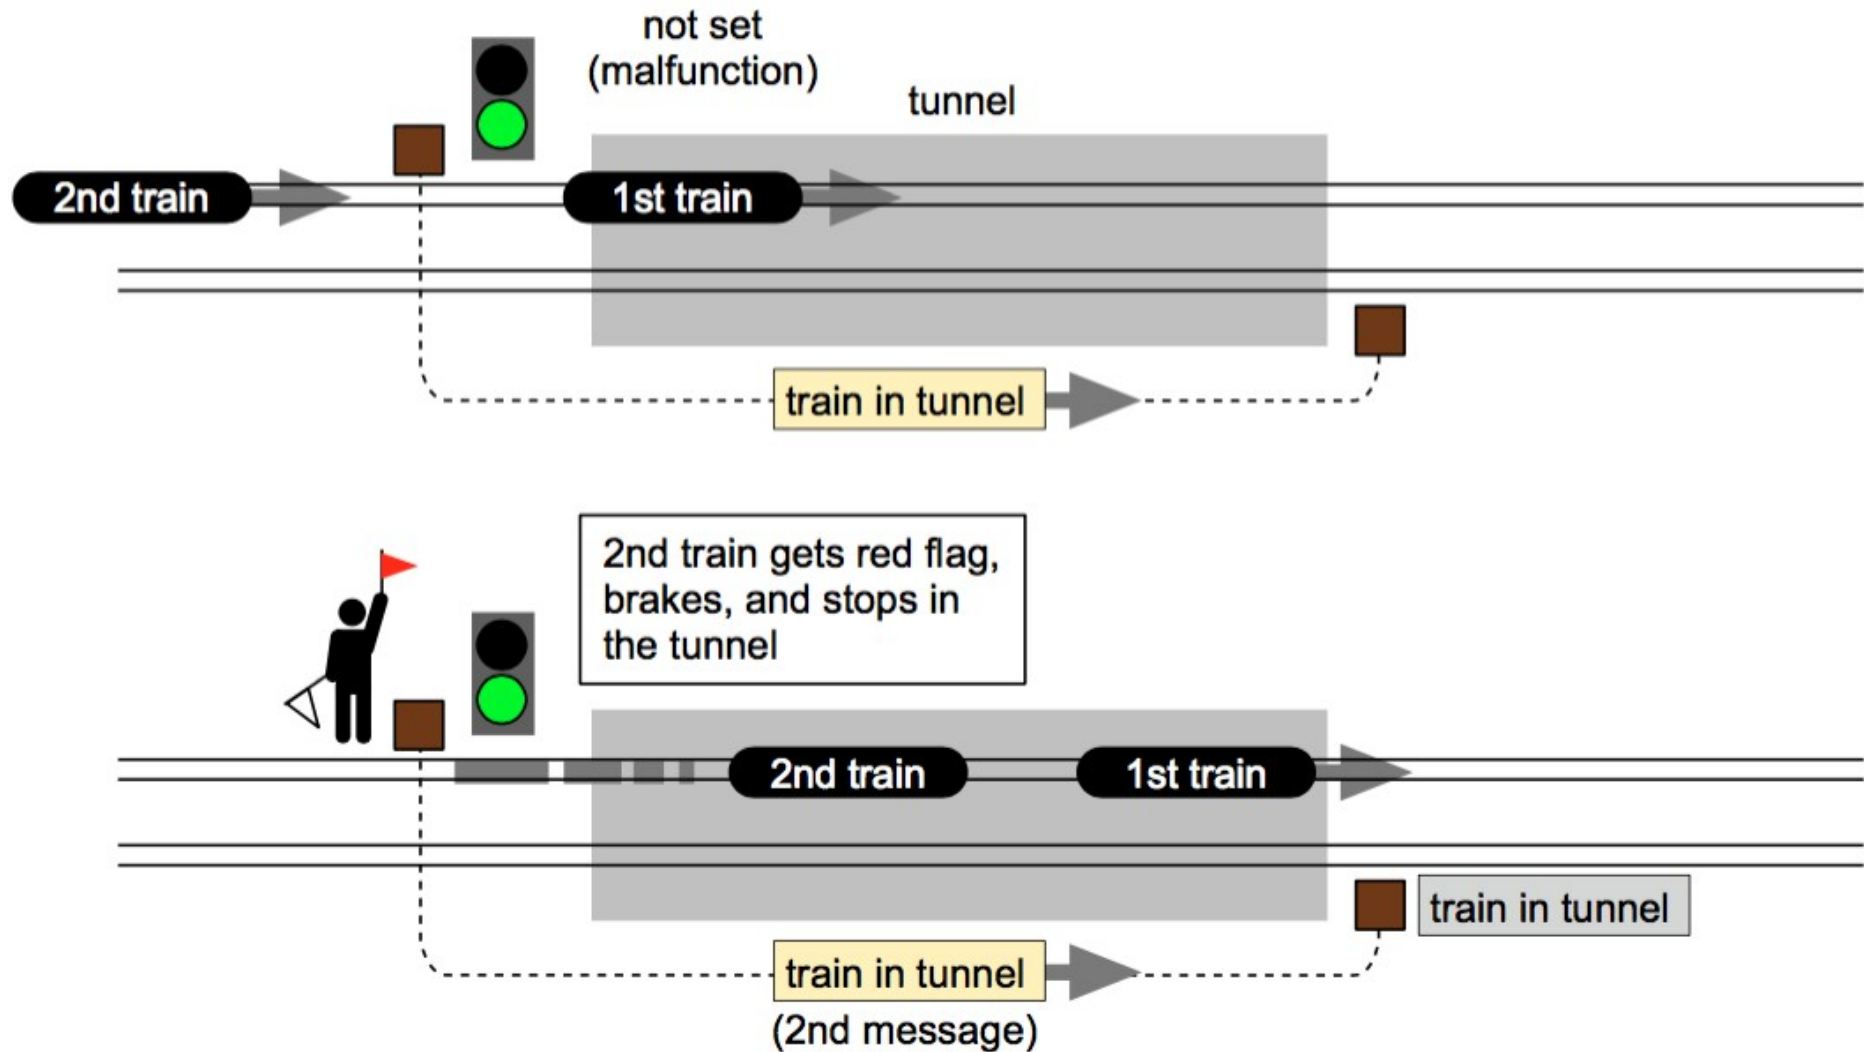 not set
(malfunction)
tunnel
2nd train
1st train
train in tunnel
2nd train gets red flag,
brakes, and stops in
the tunnel
2nd train
1st train
train in tunnel
train in tunnel
(2nd message)